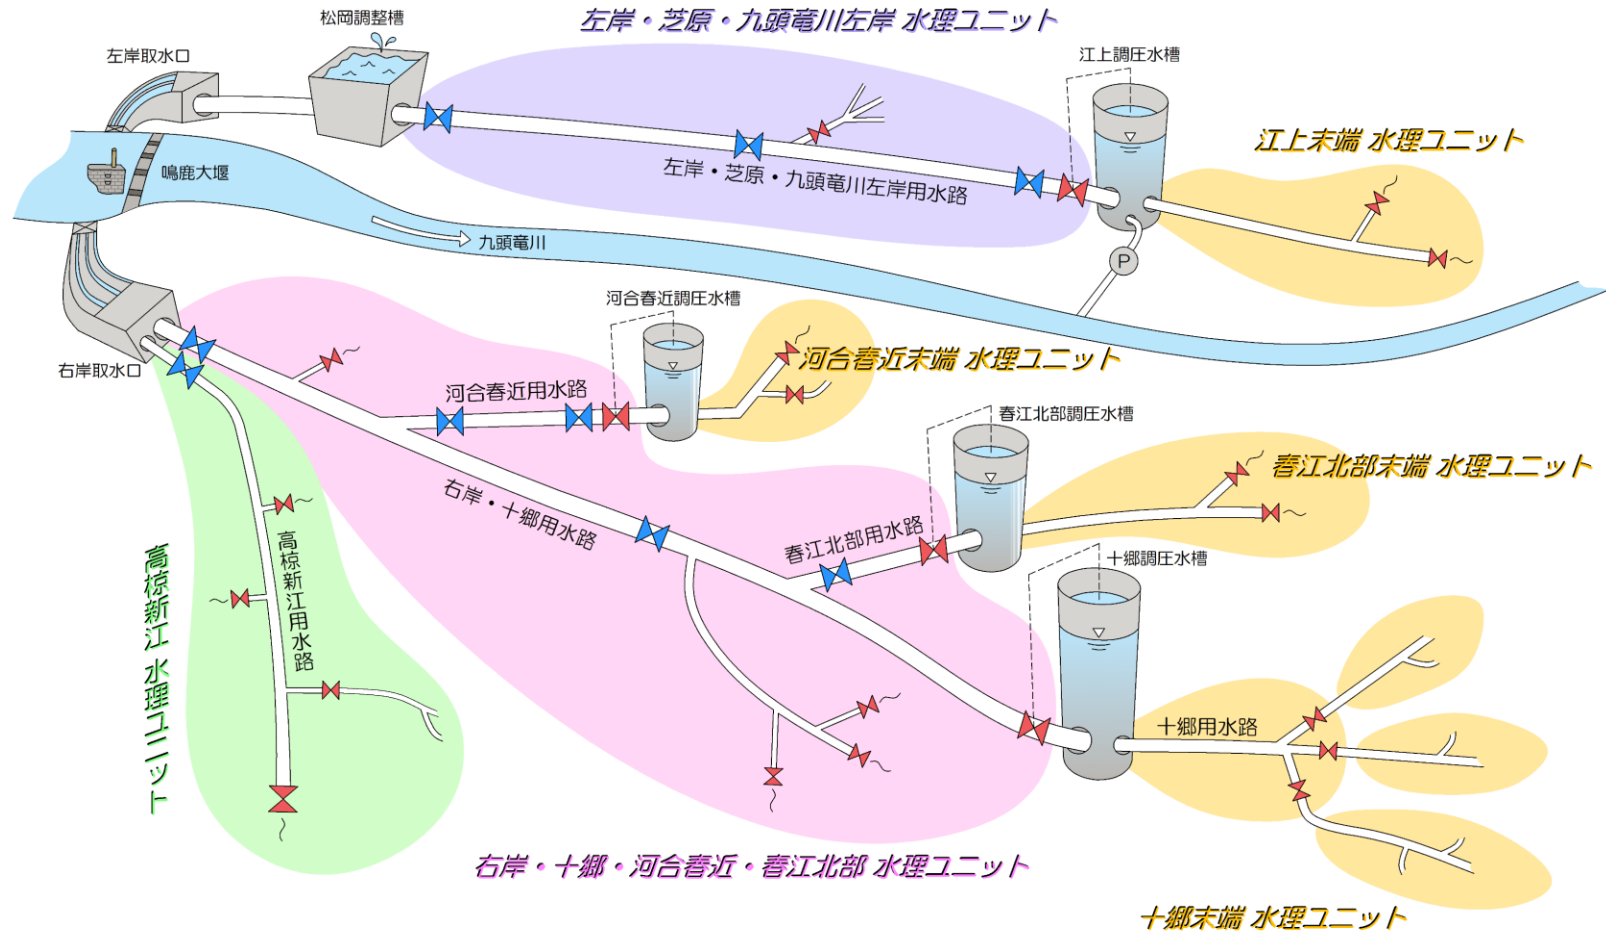 左岸・芝原・九頭竜川左岸 水理ユニット
松岡調整槽
左岸取水口
江上調圧水槽
江上末端 水理ユニット
鳴鹿大堰
左岸・芝原・九頭竜川左岸用水路
九頭竜川
P
河合春近調圧水槽
右岸取水口
河合春近用水路
河合春近末端 水理ユニット
春江北部調圧水槽
春江北部末端 水理ユニット
右岸・十郷用水路
春江北部用水路
十郷調圧水槽
高椋新江用水路
高椋新江 水理ユニット
十郷用水路
右岸・十郷・河合春近・春江北部 水理ユニット
十郷末端 水理ユニット